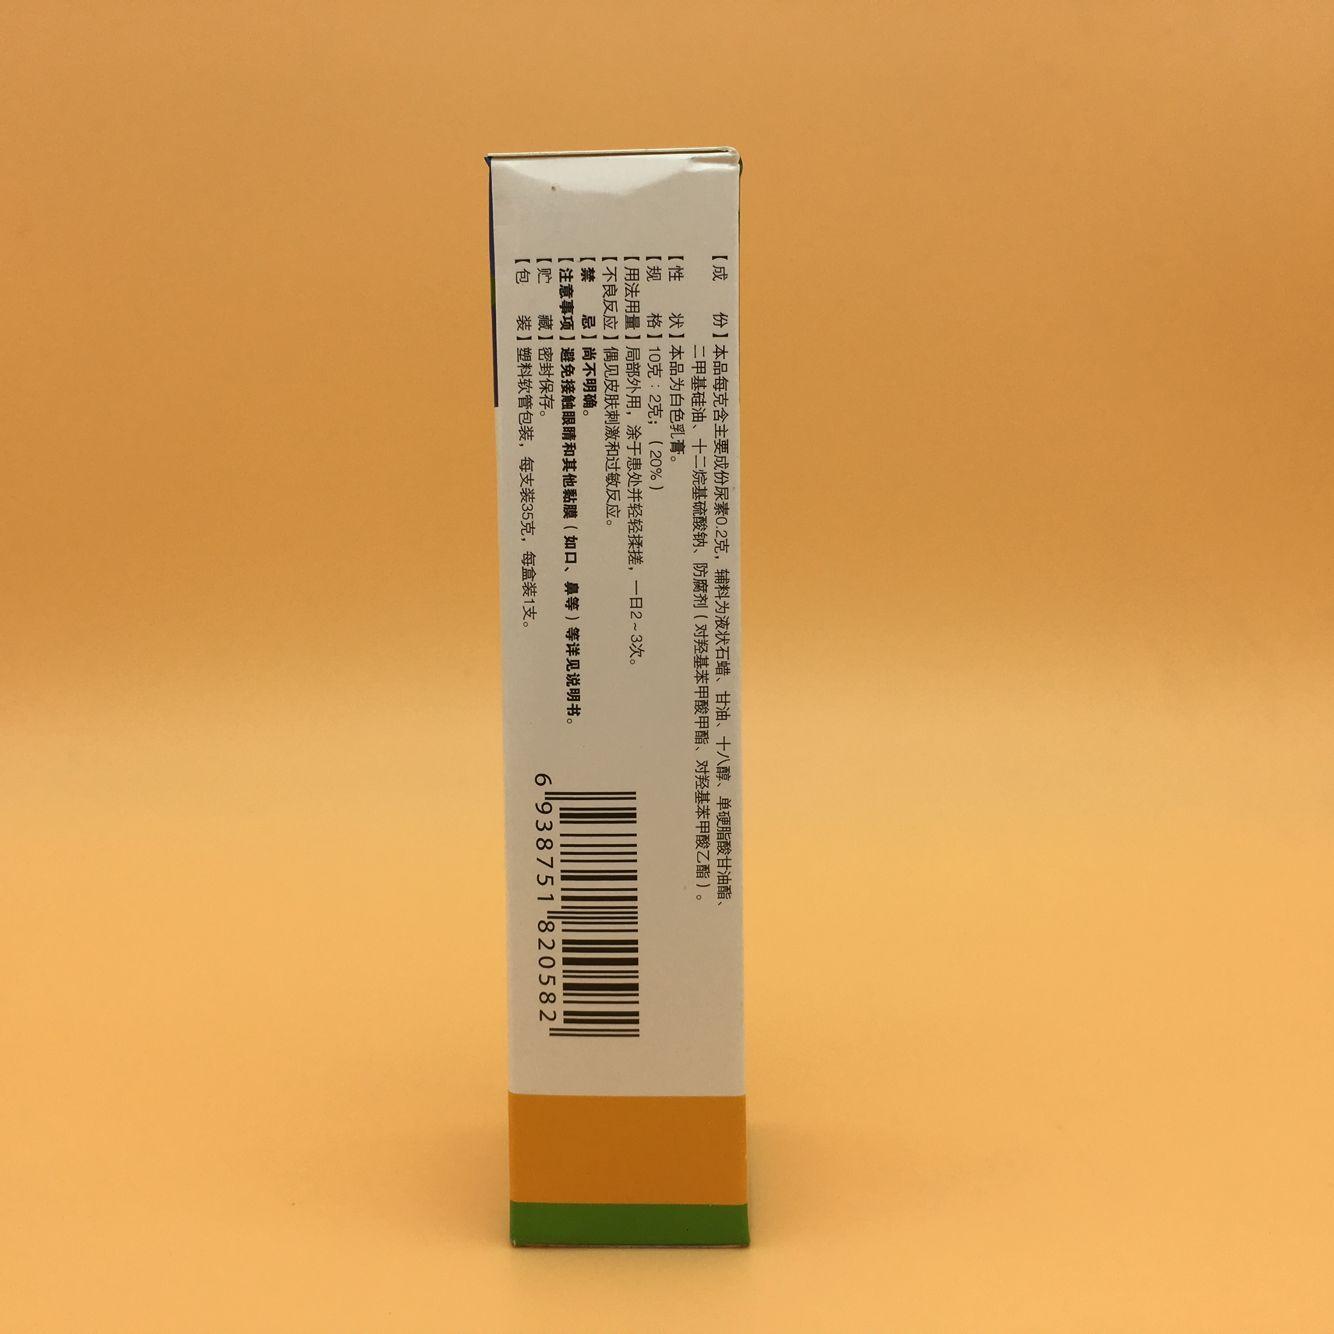 【成份】本品每克含主要成份尿素0.2克，辅料为液状石蜡、甘油、十八醇、单硬脂酸甘油酯、
二甲基硅油、十二烷基硫酸钠、防腐剂（对羟基苯甲酸甲酯、对羟基苯甲酸乙酯）。
【性状】本品为白色乳膏。
【规格】10克：2克；（20%）
【用法用量】局部外用，涂于患处并轻轻揉搓，一日2～3次。
【不良反应】偶见皮肤刺激和过敏反应。
【禁忌】尚不明确。
【注意事项】避免接触眼睛和其他黏膜（如口、鼻等）等详见说明书。
【贮藏】密封保存。
【包装】塑料软管包装，每支装35克，每盒装1支。
6 938751 820582